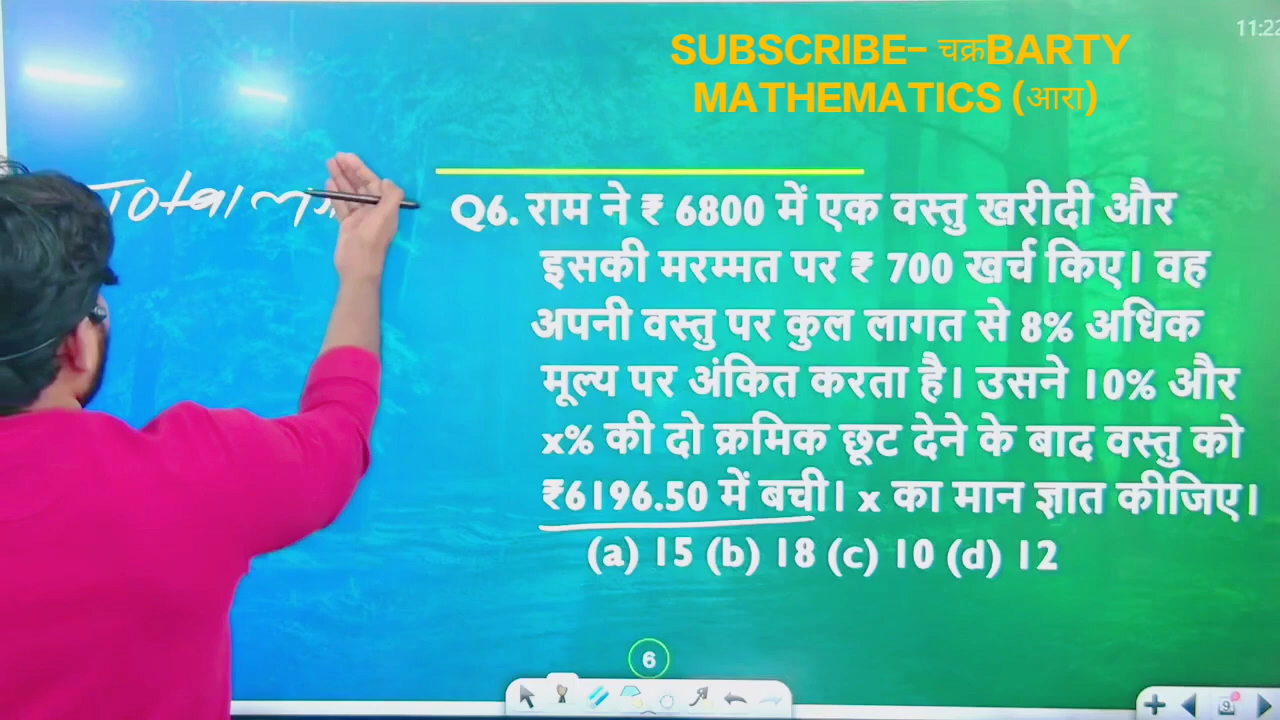 11:22
SUBSCRIBE- चक्रBARTY
MATHEMATICS (आरा)
Total
Q6. राम ने ₹ 6800 में एक वस्तु खरीदी और
इसकी मरम्मत पर ₹ 700 खर्च किए। वह
अपनी वस्तु पर कुल लागत से 8% अधिक
मूल्य पर अंकित करता है। उसने 10% और
x% की दो क्रमिक छूट देने के बाद वस्तु को
₹6196.50 में बची। x का मान ज्ञात कीजिए।
(a) 15 (b) 18 (c) 10 (d) 12
6
9